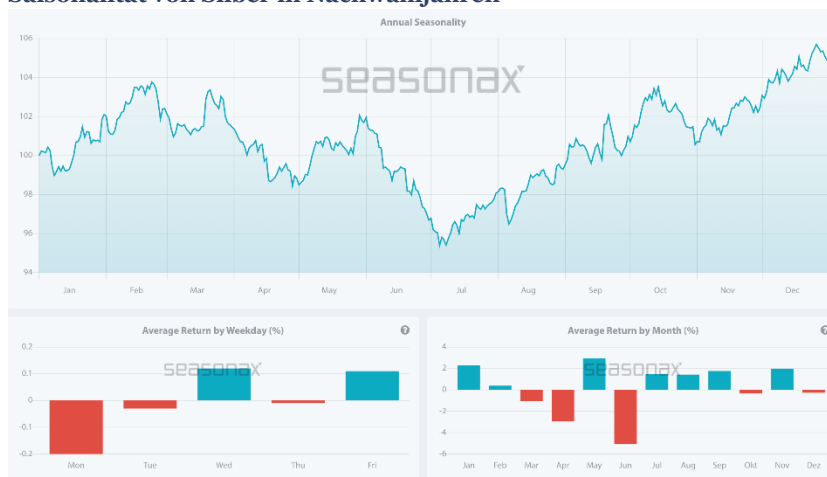 Saisonalität von Silber in Nachwahljahren
Annual Seasonality
seasonax
106
104
102
100
98
96
94
Jan Feb Mar Apr May Jun Jul Aug Sep Oct Nov Dec
Average Return by Weekday (%)
seasonax
0.2
0.1
0
-0.1
-0.2
Mon Tue Wed Thu Fri
Average Return by Month (%)
seasonax
4
2
0
-2
-4
-6
Jan Feb Mar Apr May Jun Jul Aug Sep Okt Nov Dez